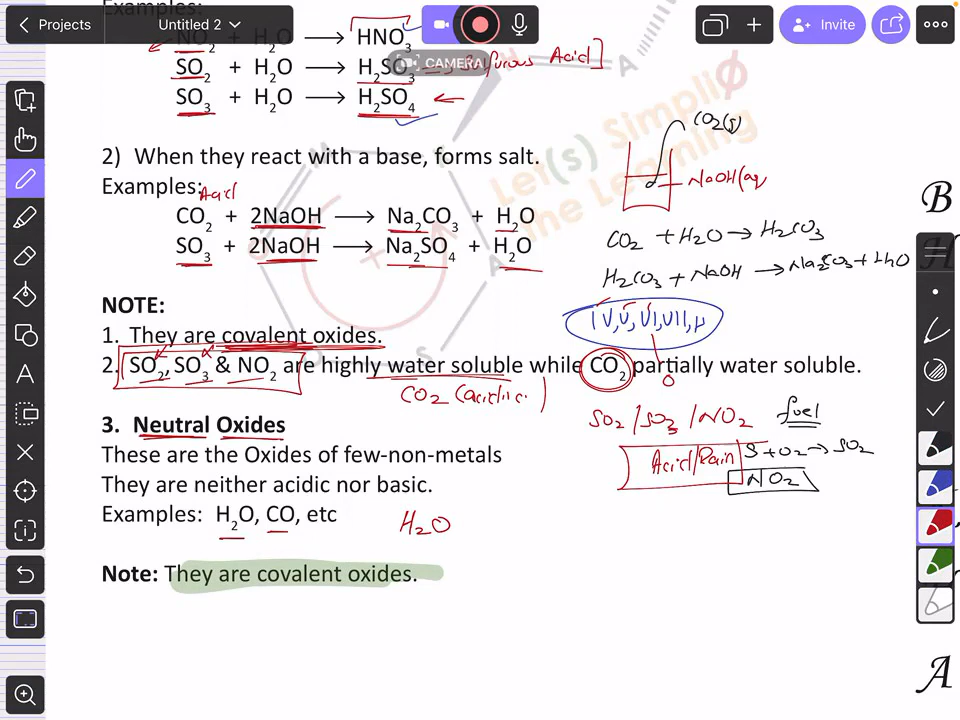 Examples:
Projects
Untitled 2
Invite
NO2 + H2O ⟶ HNO3
CAMERA
SO2 + H2O ⟶ H2SO3 Acid]
SO3 + H2O ⟶ H2SO4 ←
CO2(g)
2) When they react with a base, forms salt.
Examples:
NaOH(aq
Acid
CO2 + 2NaOH ⟶ Na2CO3 + H2O
SO3 + 2NaOH ⟶ Na2SO4 + H2O
CO2 + H2O → H2CO3
H2CO3 + NaOH → Na2CO3 + H2O
Let(s) Simpli
the Learning
NOTE:
1. They are covalent oxides.
2. SO2, SO3 & NO2 are highly water soluble while CO2 partially water soluble.
CO2 (acidic
SO2/SO3/NO2 fuel
3. Neutral Oxides
These are the Oxides of few-non-metals
Acid/Rain S + O2 → SO2
NO2
They are neither acidic nor basic.
Examples: H2O, CO, etc H2O
Note: They are covalent oxides.
B
A